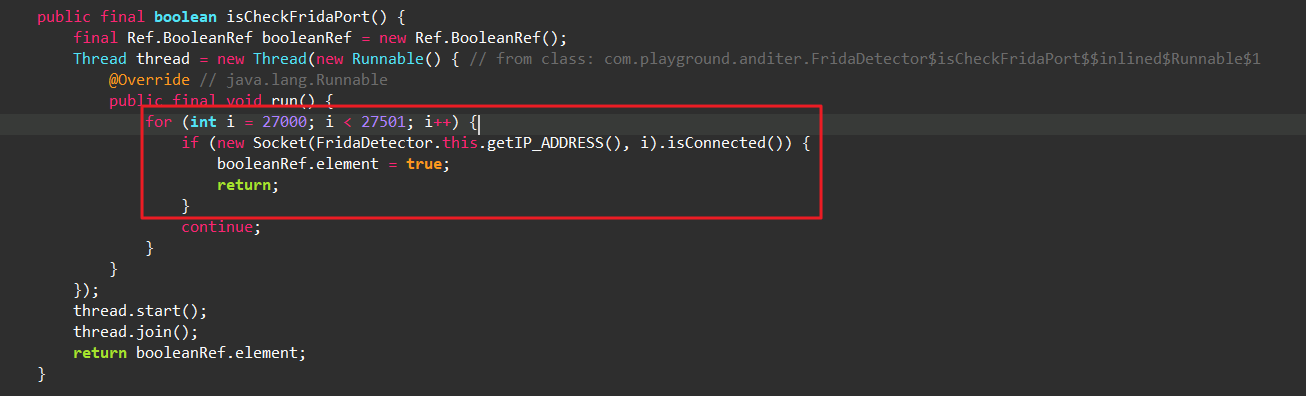 public final boolean isCheckFridaPort() {
    final Ref.BooleanRef booleanRef = new Ref.BooleanRef();
    Thread thread = new Thread(new Runnable() { // from class: com.playground.anditer.FridaDetector$isCheckFridaPort$$inlined$Runnable$1
        @Override // java.lang.Runnable
        public final void run() {
            for (int i = 27000; i < 27501; i++) {
                if (new Socket(FridaDetector.this.getIP_ADDRESS(), i).isConnected()) {
                    booleanRef.element = true;
                    return;
                }
                continue;
            }
        }
    });
    thread.start();
    thread.join();
    return booleanRef.element;
}